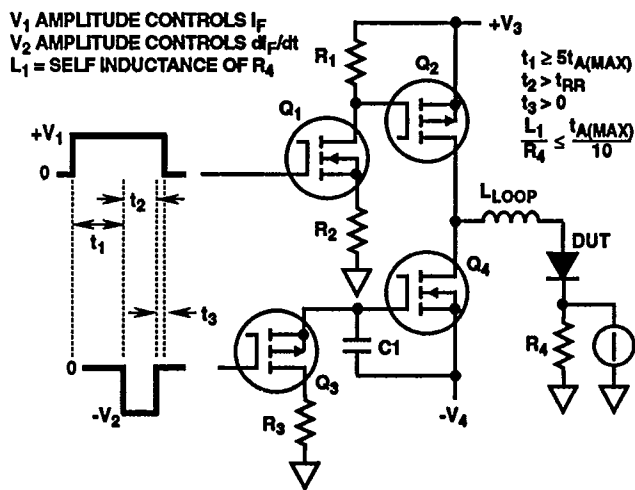 V1 AMPLITUDE CONTROLS IF
V2 AMPLITUDE CONTROLS dIF/dt
L1 = SELF INDUCTANCE OF R4
+V3
R1
Q2
t1 ≥ 5tA(MAX)
t2 > tRR
t3 > 0
L1/R4 ≤ tA(MAX)/10
Q1
+V1
0
t2
t1
R2
LLOOP
DUT
Q4
t3
R4
0
C1
Q3
-V2
R3
-V4